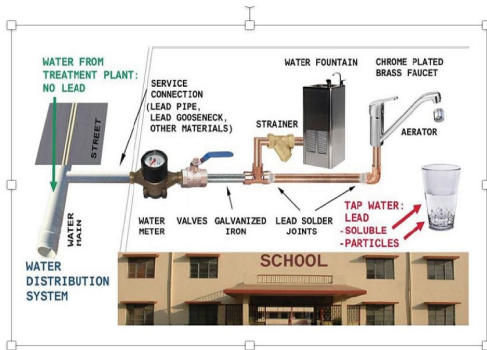 WATER FROM
TREATMENT PLANT:
NO LEAD
SERVICE
CONNECTION
(LEAD PIPE,
LEAD GOOSENECK,
OTHER MATERIALS)
WATER FOUNTAIN
CHROME PLATED
BRASS FAUCET
STRAINER
AERATOR
STREET
WATER
MAIN
WATER
METER
VALVES
GALVANIZED
IRON
LEAD SOLDER
JOINTS
TAP WATER:
LEAD
-SOLUBLE
-PARTICLES
WATER
DISTRIBUTION
SYSTEM
SCHOOL